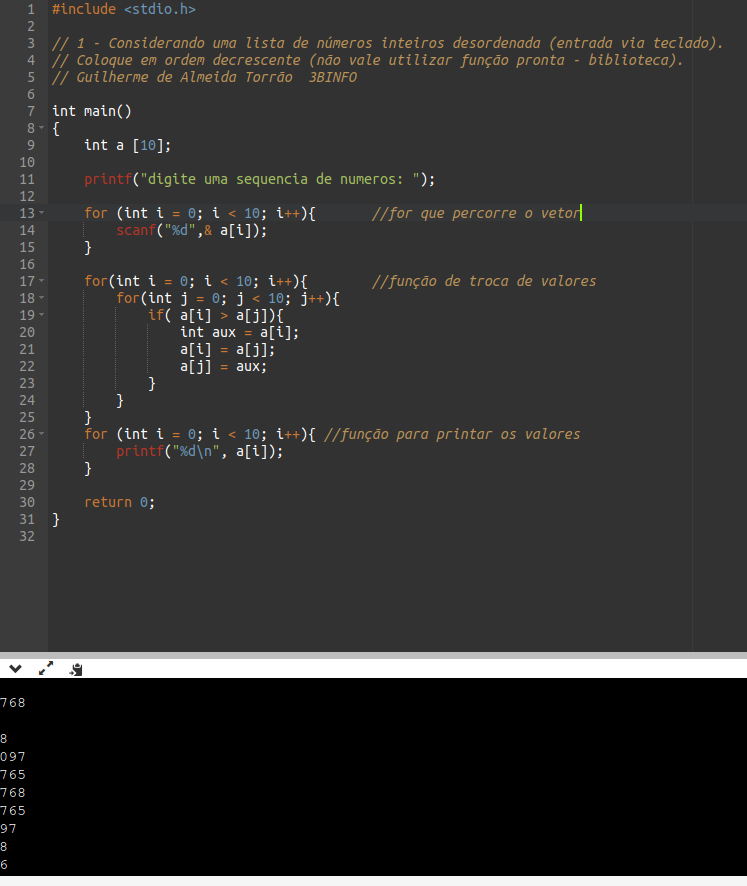 1 #include <stdio.h>
2
3 // 1 - Considerando uma lista de números inteiros desordenada (entrada via teclado).
4 // Coloque em ordem decrescente (não vale utilizar função pronta - biblioteca).
5 // Guilherme de Almeida Torrão  3BINFO
6
7 int main()
8 {
9     int a [10];
10
11     printf("digite uma sequencia de numeros: ");
12
13     for (int i = 0; i < 10; i++){       //for que percorre o vetor
14         scanf("%d",& a[i]);
15     }
16
17     for(int i = 0; i < 10; i++){        //função de troca de valores
18         for(int j = 0; j < 10; j++){
19             if( a[i] > a[j]){
20                 int aux = a[i];
21                 a[i] = a[j];
22                 a[j] = aux;
23             }
24         }
25     }
26     for (int i = 0; i < 10; i++){ //função para printar os valores
27         printf("%d\n", a[i]);
28     }
29
30     return 0;
31 }
32
768
8
097
765
768
765
97
8
6